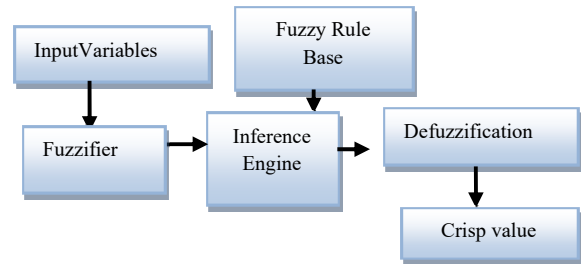 InputVariables
Fuzzy Rule
Base
Fuzzifier
Inference
Engine
Defuzzification
Crisp value